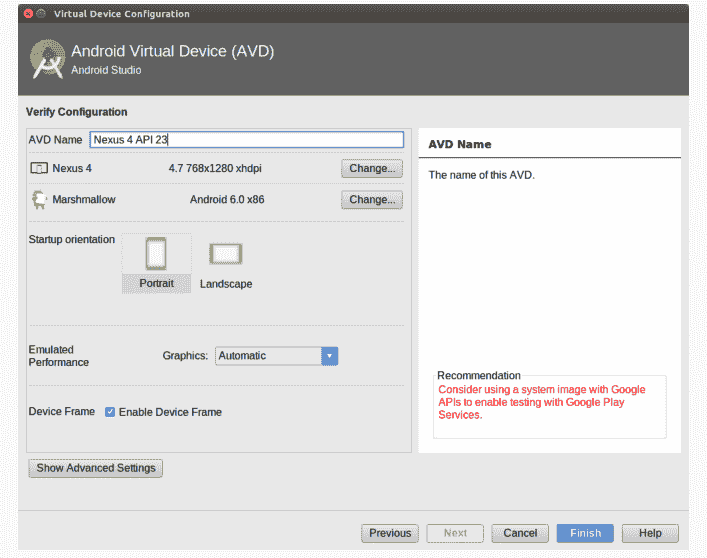 Virtual Device Configuration
Android Virtual Device (AVD)
Android Studio
Verify Configuration
AVD Name Nexus 4 API 23
Nexus 4 4.7 768x1280 xhdpi Change...
Marshmallow Android 6.0 x86 Change...
Startup orientation
Portrait
Landscape
Emulated
Performance
Graphics: Automatic
Device Frame Enable Device Frame
Show Advanced Settings
AVD Name
The name of this AVD.
Recommendation
Consider using a system image with Google
APIs to enable testing with Google Play
Services.
Previous Next Cancel Finish Help